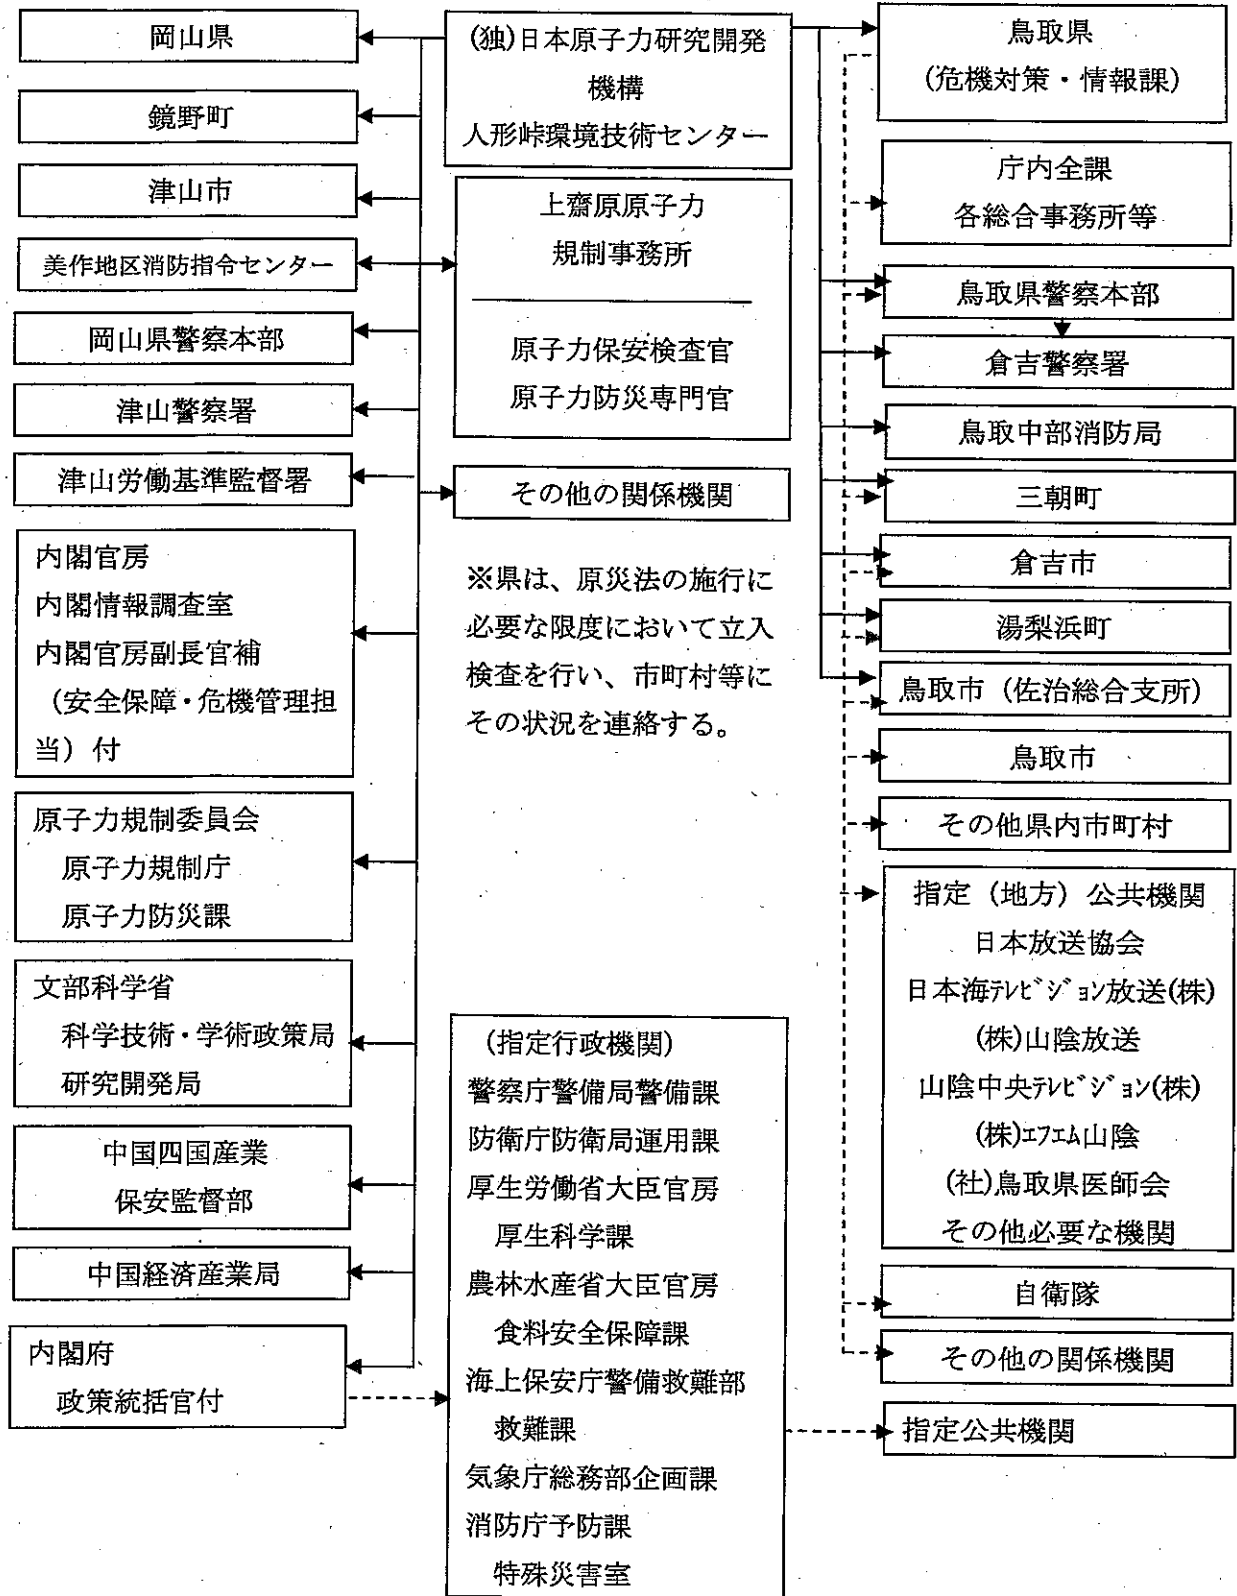 岡山県
鏡野町
津山市
美作地区消防指令センター
岡山県警察本部
津山警察署
津山労働基準監督署
内閣官房
内閣情報調査室
内閣官房副長官補
(安全保障・危機管理担
当）付
原子力規制委員会
原子力規制庁
原子力防災課
文部科学省
科学技術・学術政策局
研究開発局
中国四国産業
保安監督部
中国経済産業局
内閣府
政策統括官付
(独)日本原子力研究開発
機構
人形峠環境技術センター
上齋原原子力
規制事務所
原子力保安検査官
原子力防災専門官
その他の関係機関
※県は、原災法の施行に
必要な限度において立入
検査を行い、市町村等に
その状況を連絡する。
(指定行政機関)
警察庁警備局警備課
防衛庁防衛局運用課
厚生労働省大臣官房
厚生科学課
農林水産省大臣官房
食料安全保障課
海上保安庁警備救難部
救難課
気象庁総務部企画課
消防庁予防課
特殊災害室
鳥取県
(危機対策・情報課)
庁内全課
各総合事務所等
鳥取県警察本部
倉吉警察署
鳥取中部消防局
三朝町
倉吉市
湯梨浜町
鳥取市（佐治総合支所）
鳥取市
その他県内市町村
指定（地方）公共機関
日本放送協会
日本海ﾃﾚﾋﾞｼﾞｮﾝ放送(株)
(株)山陰放送
山陰中央ﾃﾚﾋﾞｼﾞｮﾝ(株)
(株)ｴﾌｴﾑ山陰
(社)鳥取県医師会
その他必要な機関
自衛隊
その他の関係機関
指定公共機関